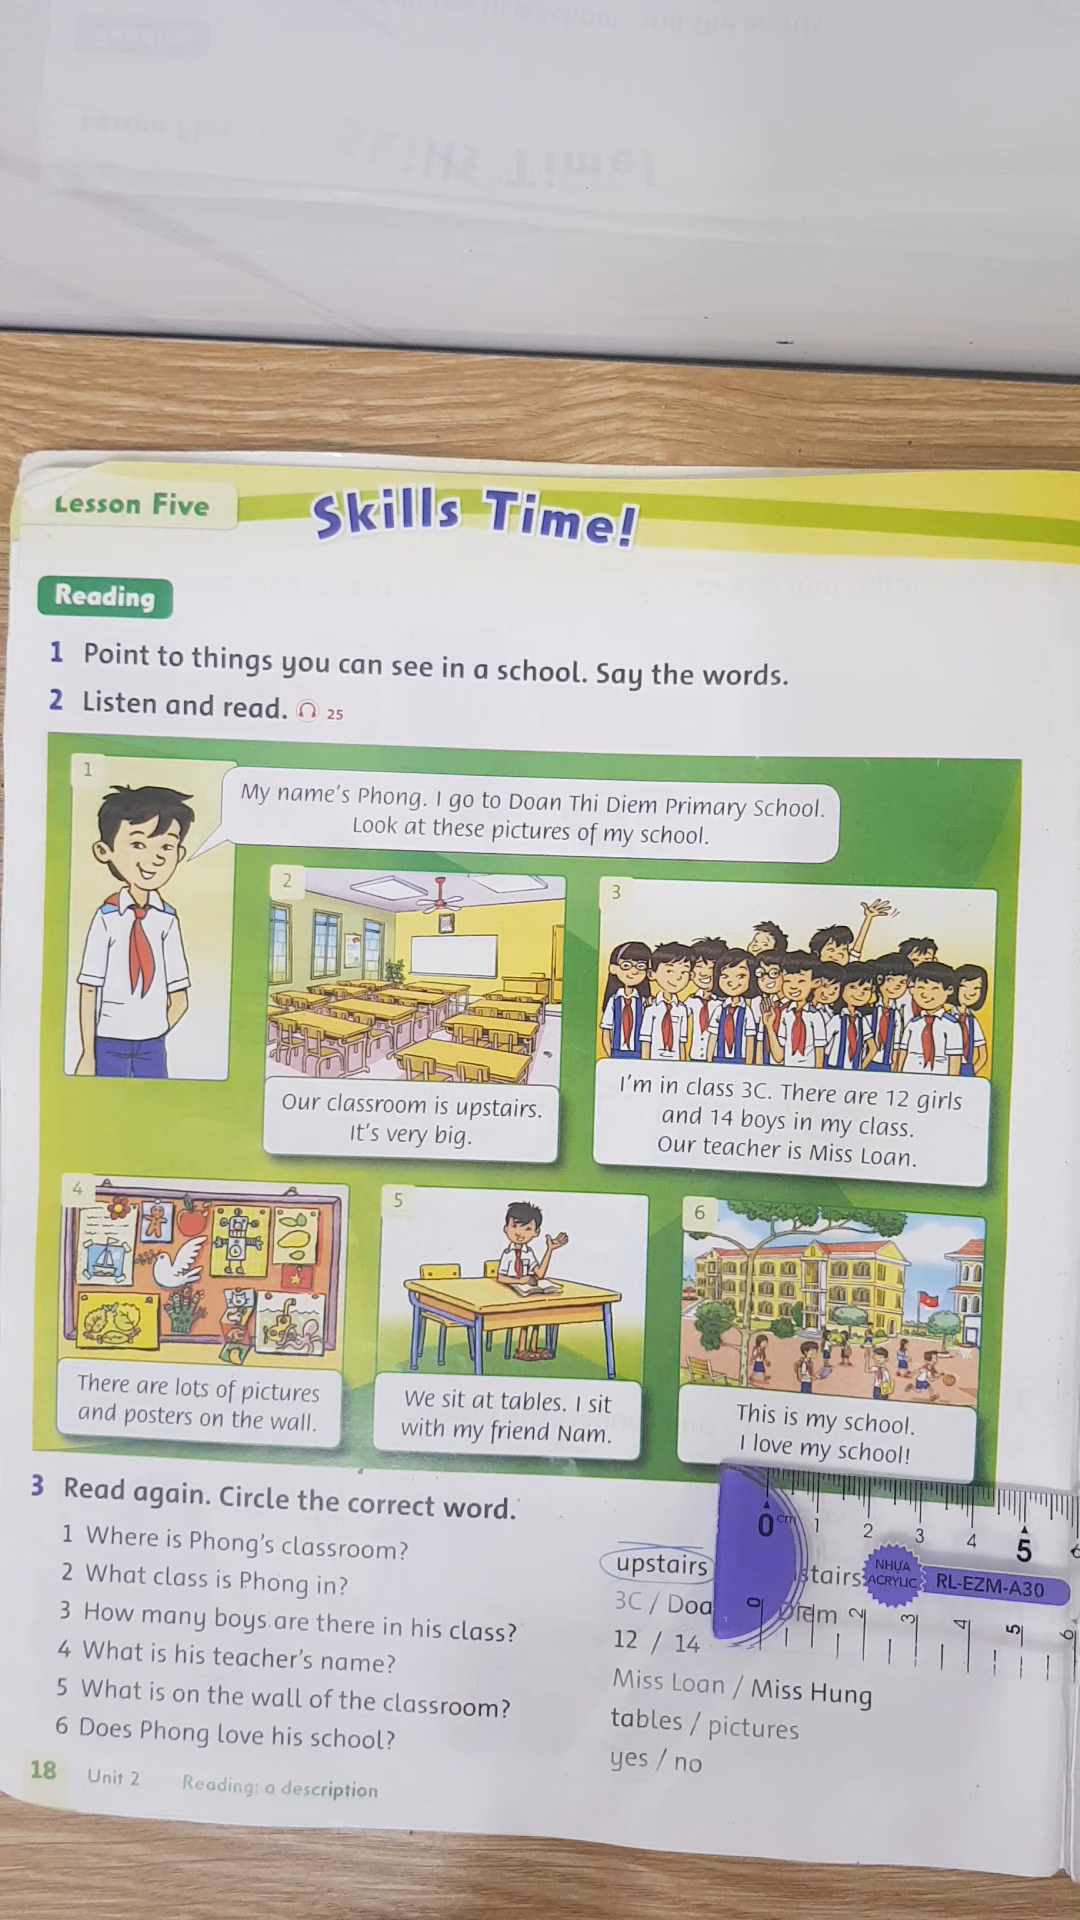 Lesson Five
Skills Time!
Reading
1 Point to things you can see in a school. Say the words.
2 Listen and read. 25
1
My name's Phong. I go to Doan Thi Diem Primary School.
Look at these pictures of my school.
2
Our classroom is upstairs.
It's very big.
3
I'm in class 3C. There are 12 girls
and 14 boys in my class.
Our teacher is Miss Loan.
4
There are lots of pictures
and posters on the wall.
5
We sit at tables. I sit
with my friend Nam.
6
This is my school.
I love my school!
3 Read again. Circle the correct word.
1 Where is Phong's classroom? upstairs stairs
2 What class is Phong in? 3C / Doa Diem
3 How many boys are there in his class? 12 / 14
4 What is his teacher's name? Miss Loan / Miss Hung
5 What is on the wall of the classroom? tables / pictures
6 Does Phong love his school? yes / no
0 cm 1 2 3 4 5
NHỰA
ACRYLIC
RL-EZM-A30
0 2 3 4 5 6
18 Unit 2 Reading: a description